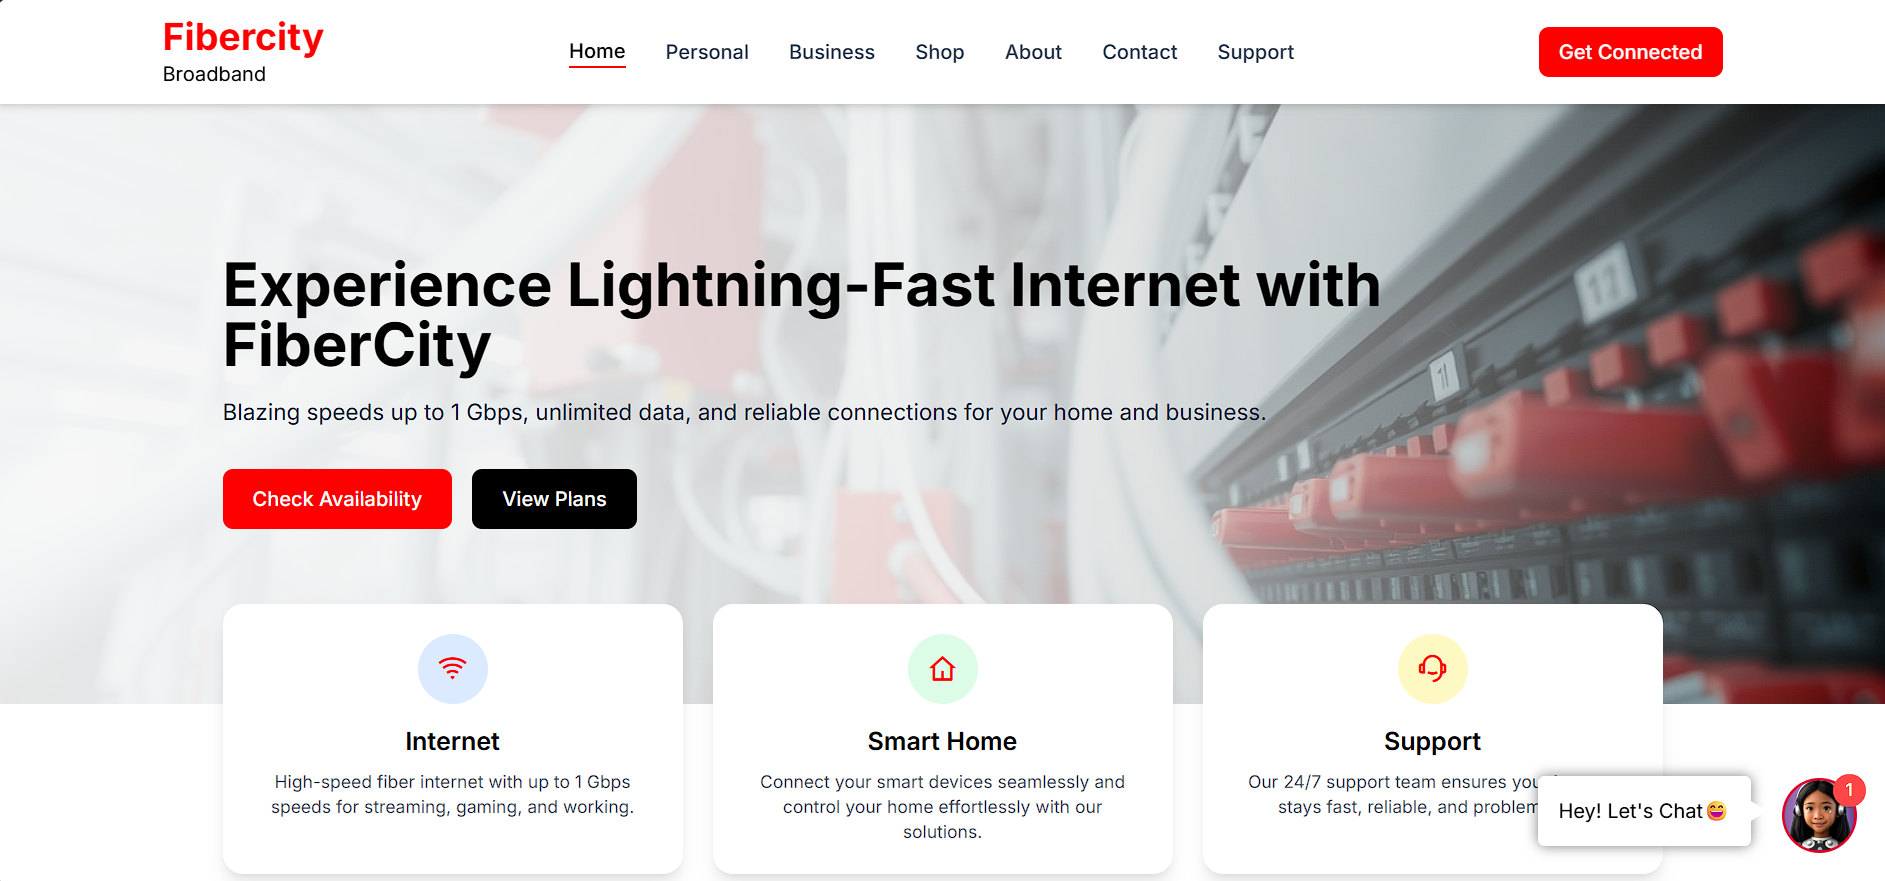 Fibercity
Broadband
Home
Personal
Business
Shop
About
Contact
Support
Get Connected
12
11
Experience Lightning-Fast Internet with
FiberCity
Blazing speeds up to 1 Gbps, unlimited data, and reliable connections for your home and business.
Check Availability
View Plans
Internet
High-speed fiber internet with up to 1 Gbps
speeds for streaming, gaming, and working.
Smart Home
Connect your smart devices seamlessly and
control your home effortlessly with our
solutions.
Support
Our 24/7 support team ensures
stays fast, reliable, and
Hey! Let's Chat😄
1